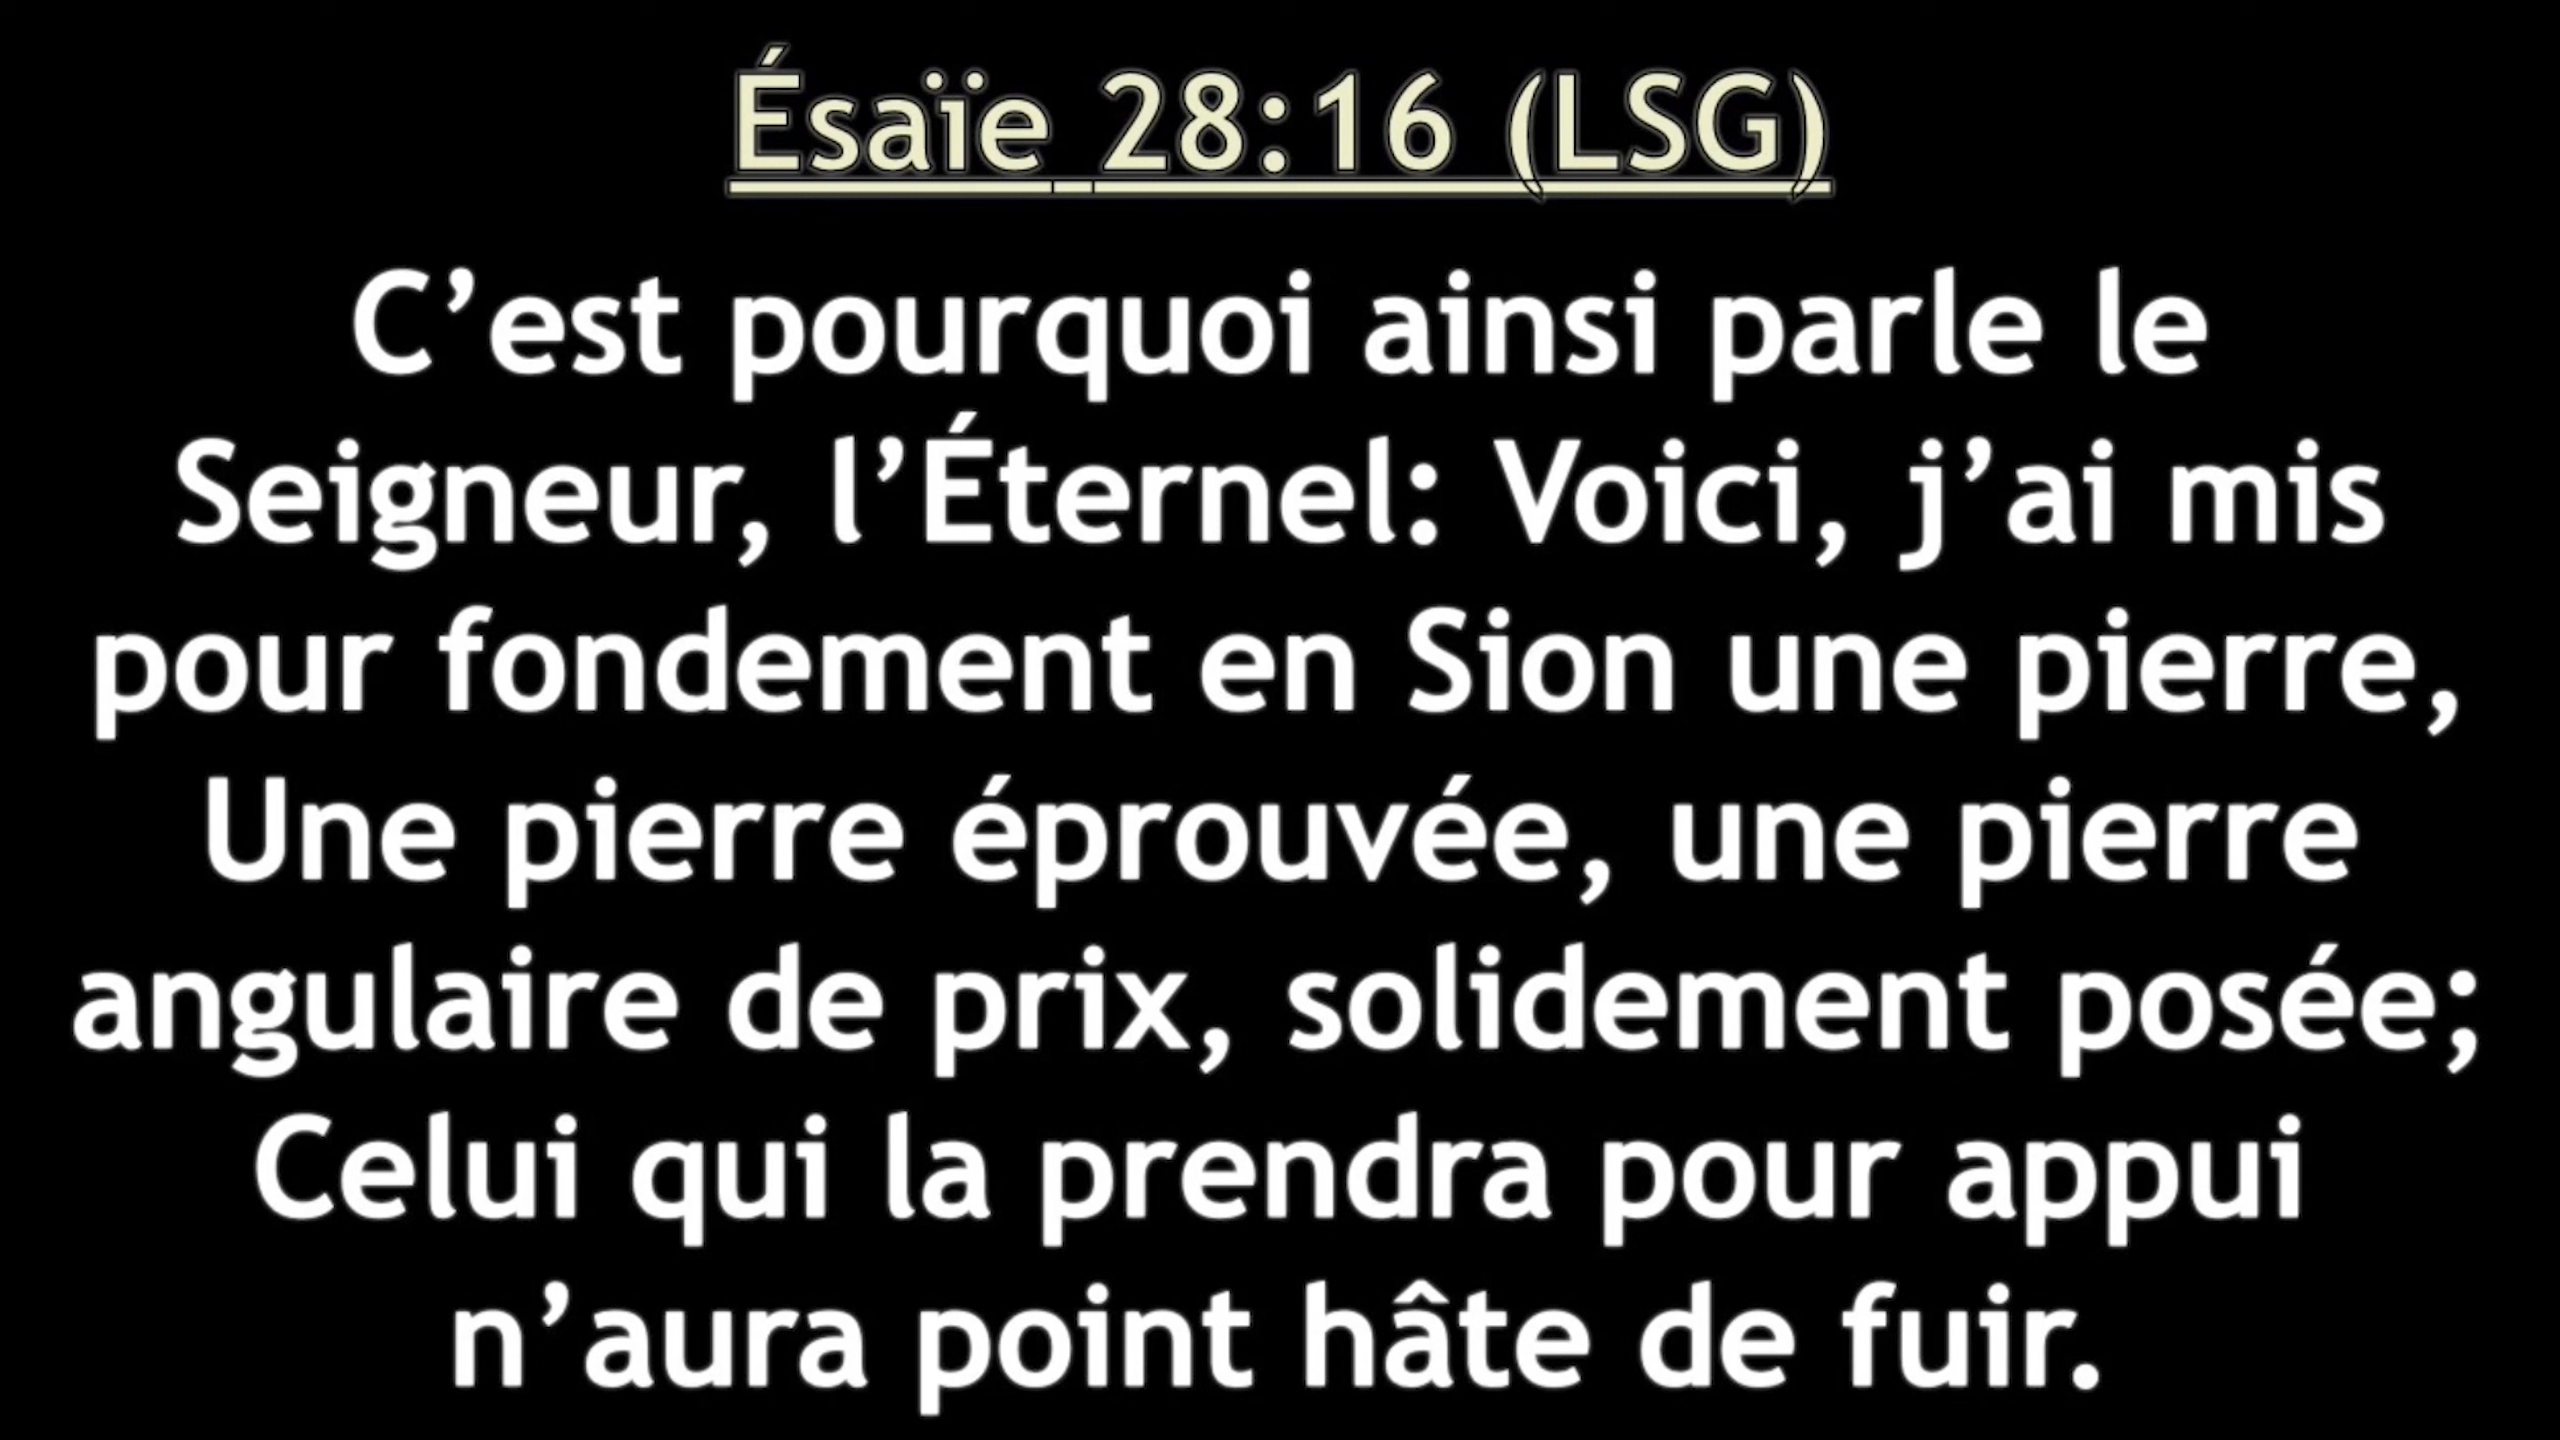 Ésaïe 28:16 (LSG)
C’est pourquoi ainsi parle le
Seigneur, l’Éternel: Voici, j’ai mis
pour fondement en Sion une pierre,
Une pierre éprouvée, une pierre
angulaire de prix, solidement posée;
Celui qui la prendra pour appui
n’aura point hâte de fuir.